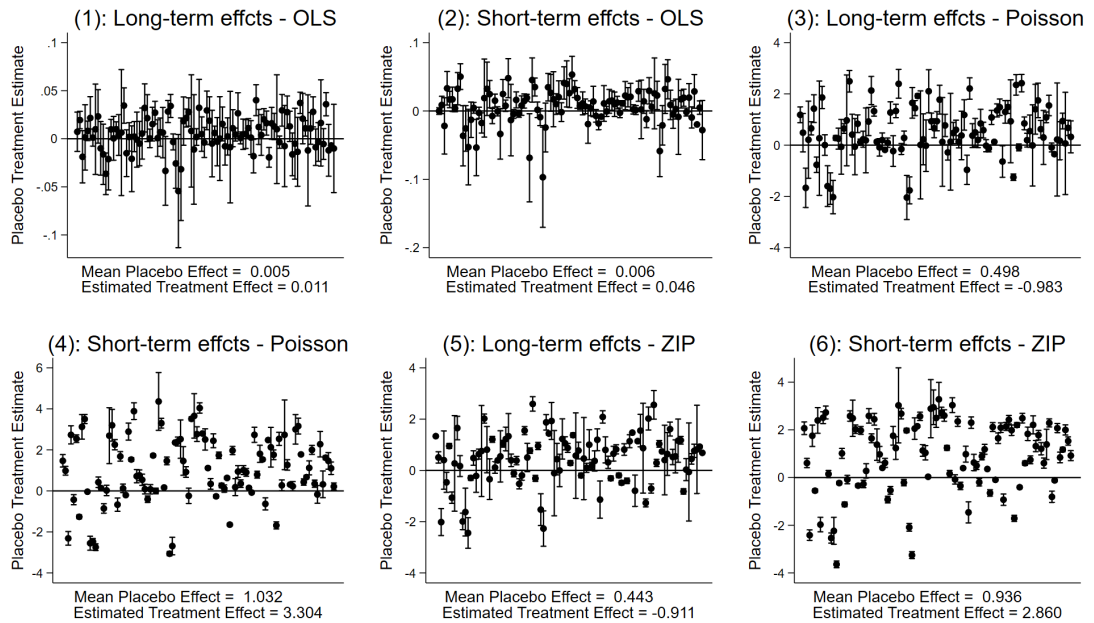 (1): Long-term effcts - OLS
Placebo Treatment Estimate
.1
.05
0
-.05
-.1
Mean Placebo Effect = 0.005
Estimated Treatment Effect = 0.011
(2): Short-term effcts - OLS
Placebo Treatment Estimate
.1
0
-.1
-.2
Mean Placebo Effect = 0.006
Estimated Treatment Effect = 0.046
(3): Long-term effcts - Poisson
Placebo Treatment Estimate
4
2
0
-2
-4
Mean Placebo Effect = 0.498
Estimated Treatment Effect = -0.983
(4): Short-term effcts - Poisson
Placebo Treatment Estimate
6
4
2
0
-2
-4
Mean Placebo Effect = 1.032
Estimated Treatment Effect = 3.304
(5): Long-term effcts - ZIP
Placebo Treatment Estimate
4
2
0
-2
-4
Mean Placebo Effect = 0.443
Estimated Treatment Effect = -0.911
(6): Short-term effcts - ZIP
Placebo Treatment Estimate
4
2
0
-2
-4
Mean Placebo Effect = 0.936
Estimated Treatment Effect = 2.860